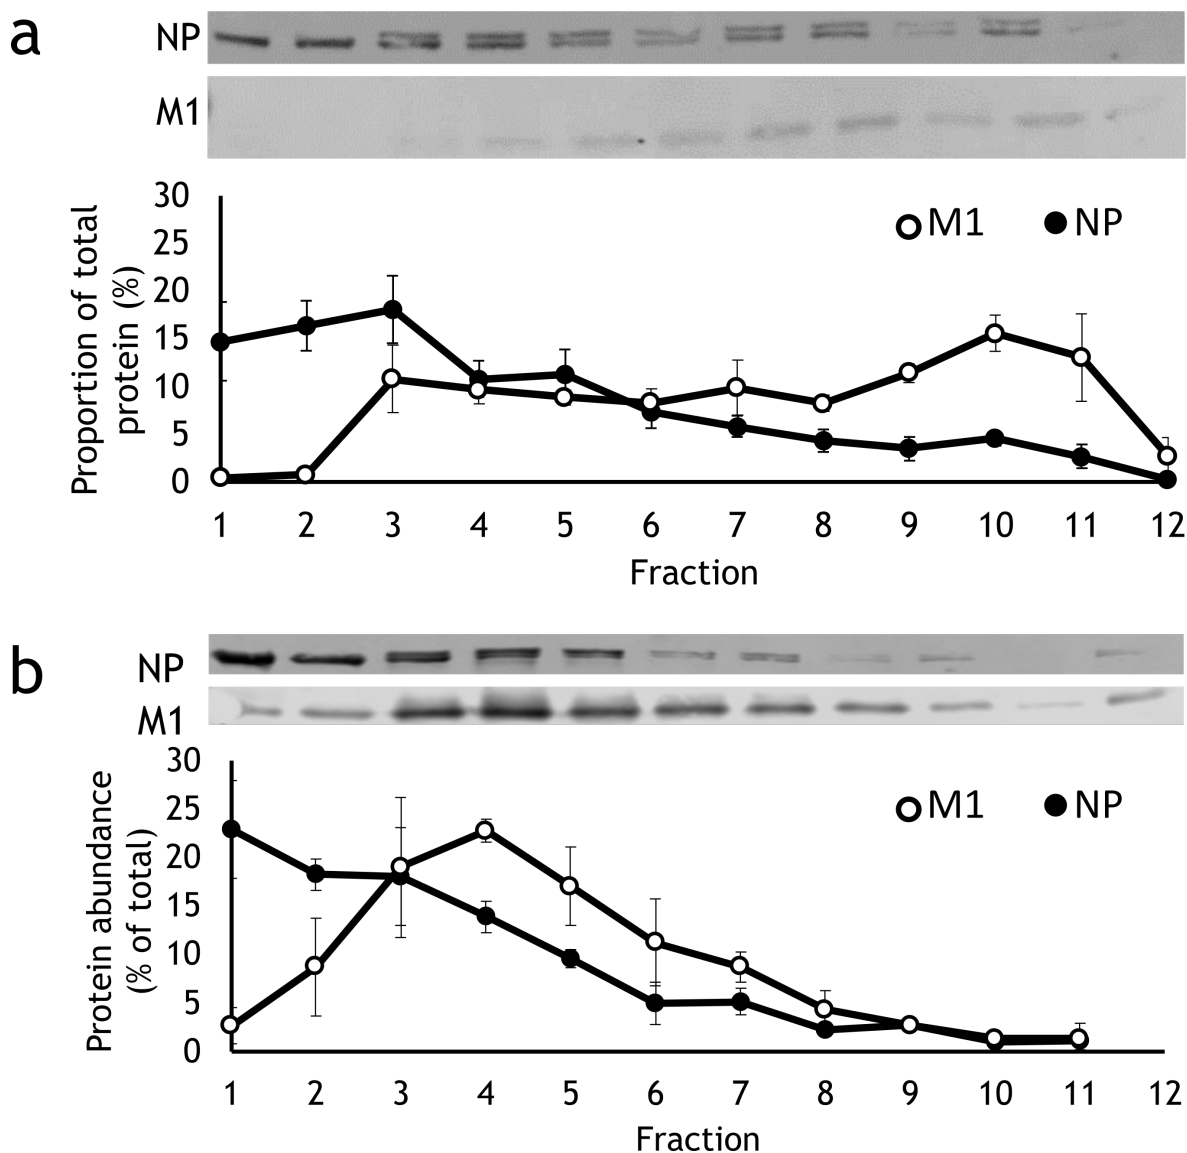 a
NP
M1
Proportion of total
protein (%)
30
25
20
15
10
5
0
M1 NP
1 2 3 4 5 6 7 8 9 10 11 12
Fraction
b
NP
M1
Protein abundance
(% of total)
30
25
20
15
10
5
0
M1 NP
1 2 3 4 5 6 7 8 9 10 11 12
Fraction